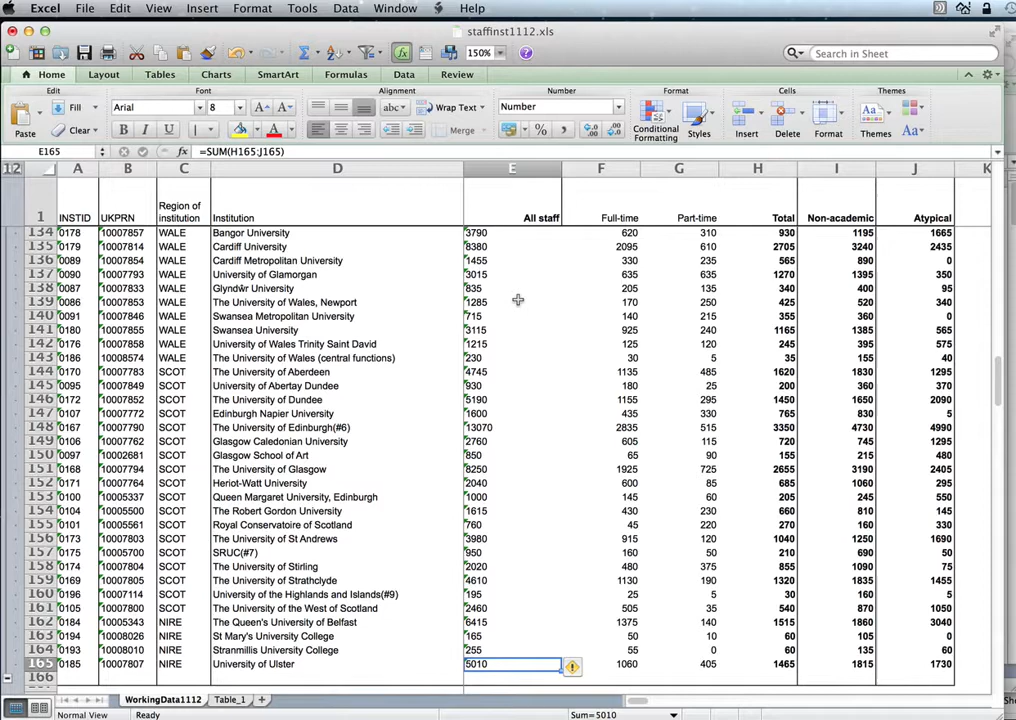 Excel File Edit View Insert Format Tools Data Window Help
staffinst1112.xls
150% Search in Sheet
Home Layout Tables Charts SmartArt Formulas Data Review
Edit Font Alignment Number Format Cells Themes
Paste Fill Clear Arial 8 abc Wrap Text Merge Number Conditional Formatting Styles Insert Delete Format Themes Aa
E165 fx =SUM(H165:J165)
12 A B C D E F G H I J K
1 INSTID UKPRN Region of institution Institution All staff Full-time Part-time Total Non-academic Atypical
134 0178 10007857 WALE Bangor University 3790 620 310 930 1195 1665
135 0179 10007814 WALE Cardiff University 8380 2095 610 2705 3240 2435
136 0089 10007854 WALE Cardiff Metropolitan University 1455 330 235 565 890 0
137 0090 10007793 WALE University of Glamorgan 3015 635 635 1270 1395 350
138 0087 10007833 WALE Glyndŵr University 835 205 135 340 400 95
139 0086 10007853 WALE The University of Wales, Newport 1285 170 250 425 520 340
140 0091 10007846 WALE Swansea Metropolitan University 715 140 215 355 360 0
141 0180 10007855 WALE Swansea University 3115 925 240 1165 1385 565
142 0176 10007858 WALE University of Wales Trinity Saint David 1215 125 120 245 395 575
143 0186 10008574 WALE The University of Wales (central functions) 230 30 5 35 155 40
144 0170 10007783 SCOT The University of Aberdeen 4745 1135 485 1620 1830 1295
145 0095 10007849 SCOT University of Abertay Dundee 930 180 25 200 360 370
146 0172 10007852 SCOT The University of Dundee 5190 1155 295 1450 1650 2090
147 0107 10007772 SCOT Edinburgh Napier University 1600 435 330 765 830 5
148 0167 10007790 SCOT The University of Edinburgh(#6) 13070 2835 515 3350 4730 4990
149 0106 10007762 SCOT Glasgow Caledonian University 2760 605 115 720 745 1295
150 0097 10002681 SCOT Glasgow School of Art 850 65 90 155 215 480
151 0168 10007794 SCOT The University of Glasgow 8250 1925 725 2655 3190 2405
152 0171 10007764 SCOT Heriot-Watt University 2040 600 85 685 1060 295
153 0100 10005337 SCOT Queen Margaret University, Edinburgh 1000 145 60 205 245 550
154 0104 10005500 SCOT The Robert Gordon University 1615 430 230 660 810 145
155 0101 10005561 SCOT Royal Conservatoire of Scotland 760 45 220 270 160 330
156 0173 10007803 SCOT The University of St Andrews 3980 915 120 1040 1250 1690
157 0175 10005700 SCOT SRUC(#7) 950 160 50 210 690 50
158 0174 10007804 SCOT The University of Stirling 2020 480 375 855 1090 75
159 0169 10007805 SCOT The University of Strathclyde 4610 1130 190 1320 1835 1455
160 0196 10007114 SCOT University of the Highlands and Islands(#9) 195 25 5 30 160 5
161 0105 10007800 SCOT The University of the West of Scotland 2460 505 35 540 870 1050
162 0184 10005343 NIRE The Queen's University of Belfast 6415 1375 140 1515 1860 3040
163 0194 10008026 NIRE St Mary's University College 165 50 10 60 105 0
164 0193 10008010 NIRE Stranmillis University College 255 55 0 60 135 60
165 0185 10007807 NIRE University of Ulster 5010 1060 405 1465 1815 1730
166
WorkingData1112 Table_1
Normal View Ready Sum=5010